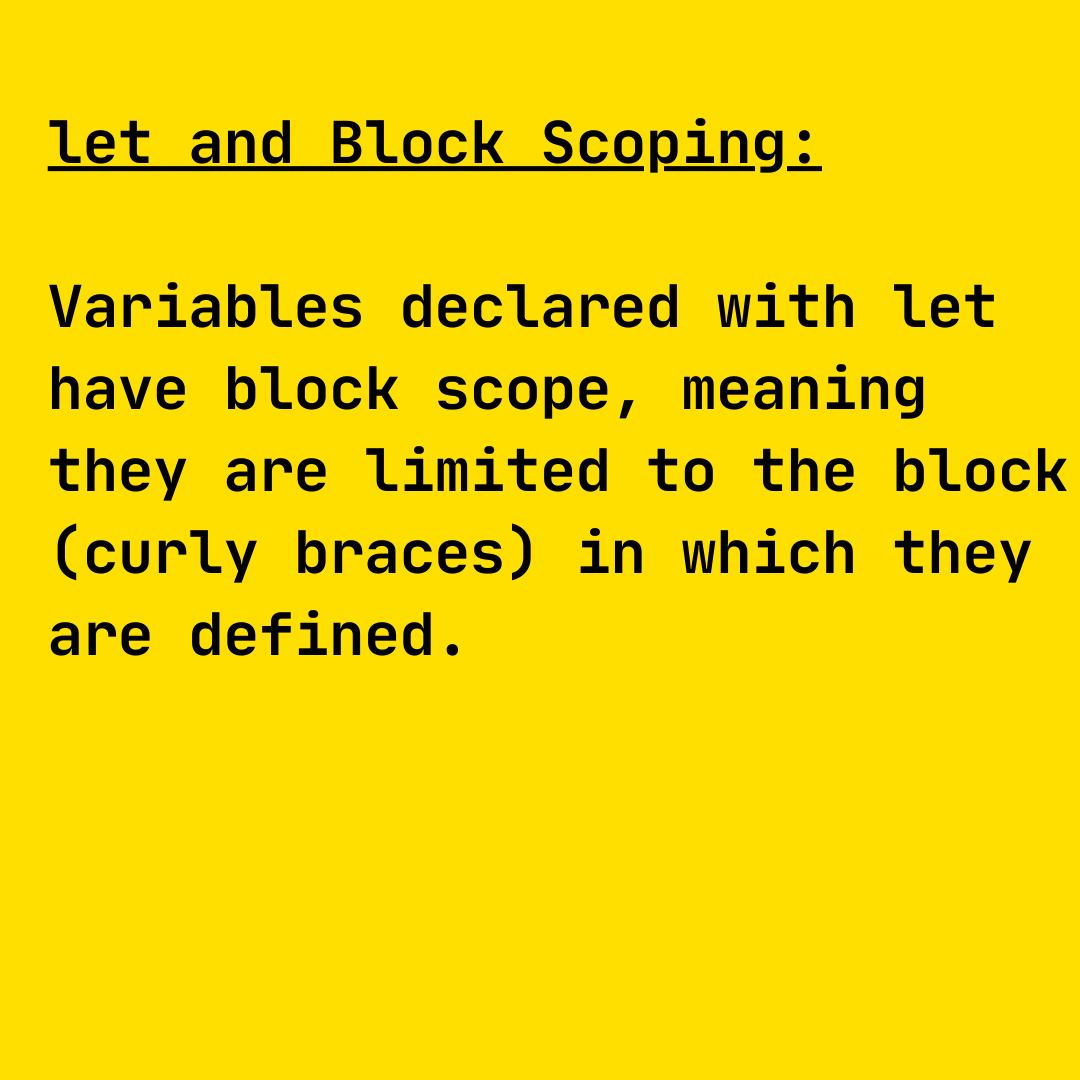 let and Block Scoping:
Variables declared with let
have block scope, meaning
they are limited to the block
(curly braces) in which they
are defined.